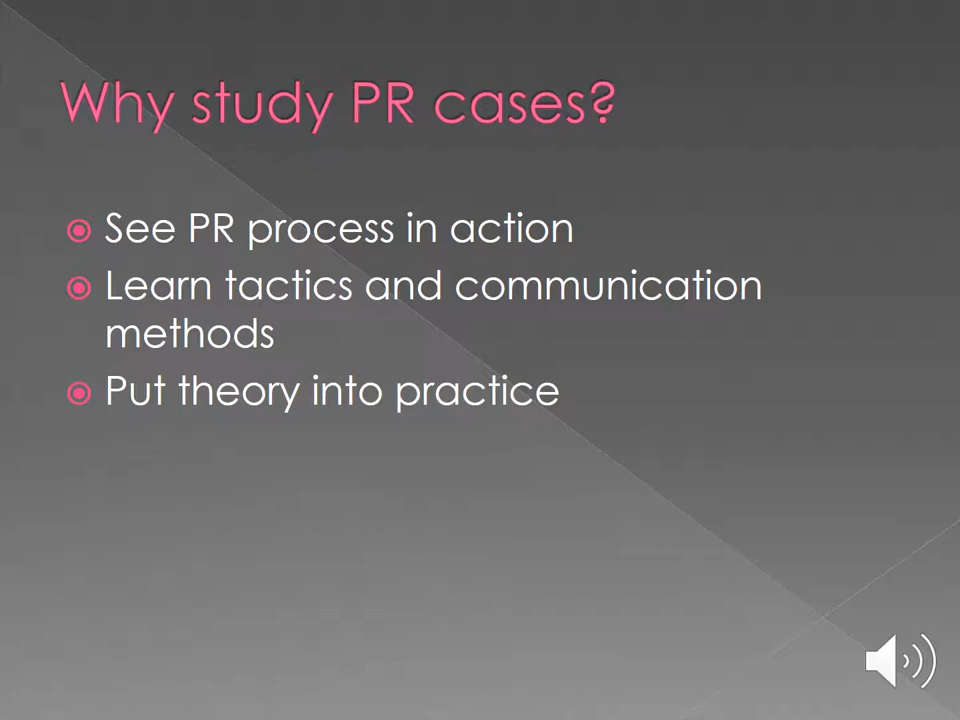 Why study PR cases?
See PR process in action
Learn tactics and communication
methods
Put theory into practice